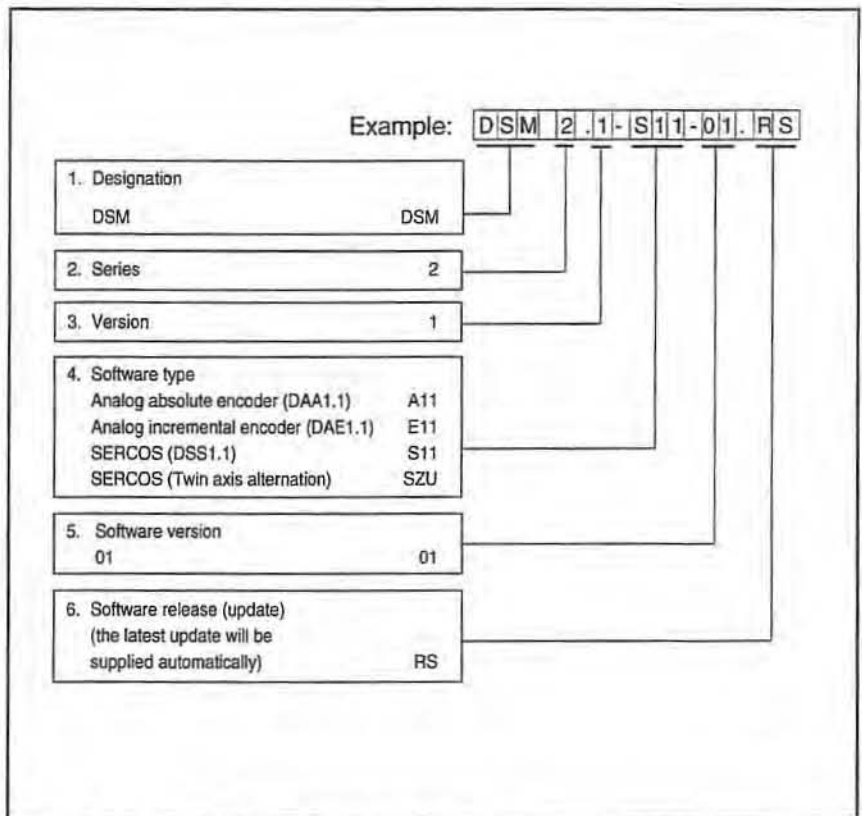 Example: DSM 2.1-S11-01.RS
1. Designation
DSM DSM
2. Series 2
3. Version 1
4. Software type
Analog absolute encoder (DAA1.1) A11
Analog incremental encoder (DAE1.1) E11
SERCOS (DSS1.1) S11
SERCOS (Twin axis alternation) SZU
5. Software version
01 01
6. Software release (update)
(the latest update will be
supplied automatically) RS